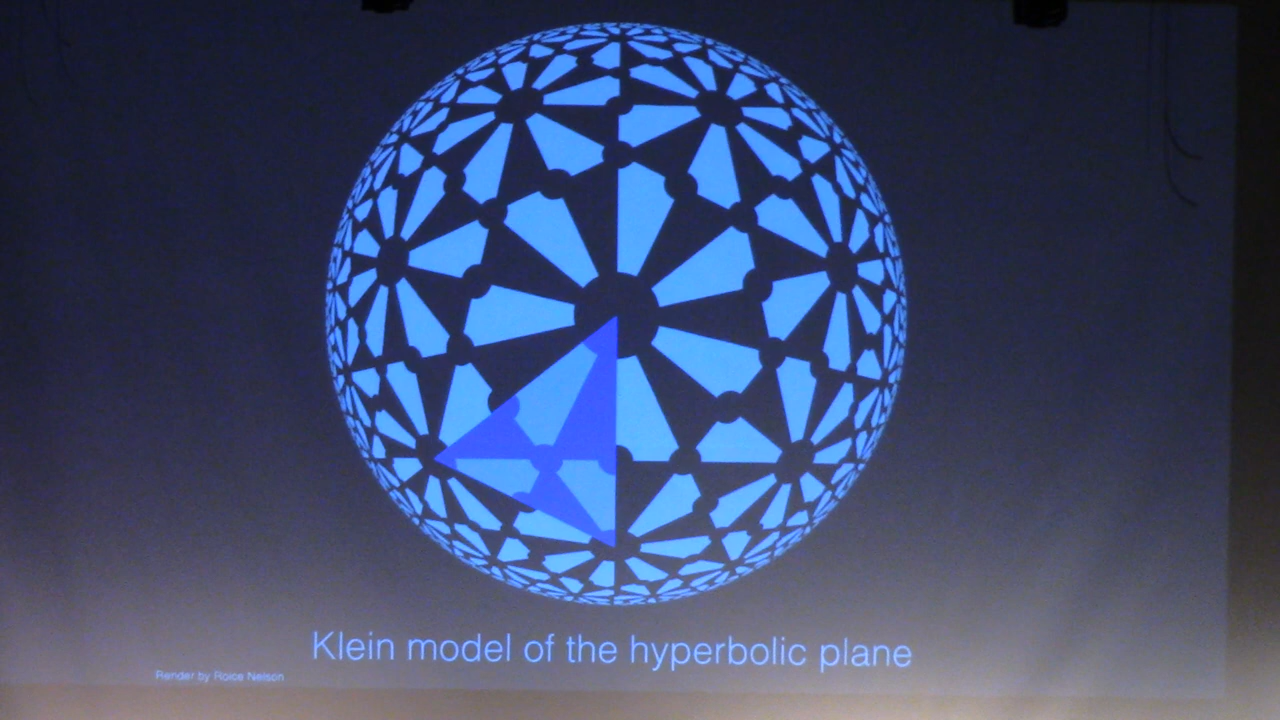 Klein model of the hyperbolic plane
Render by Roice Nelson